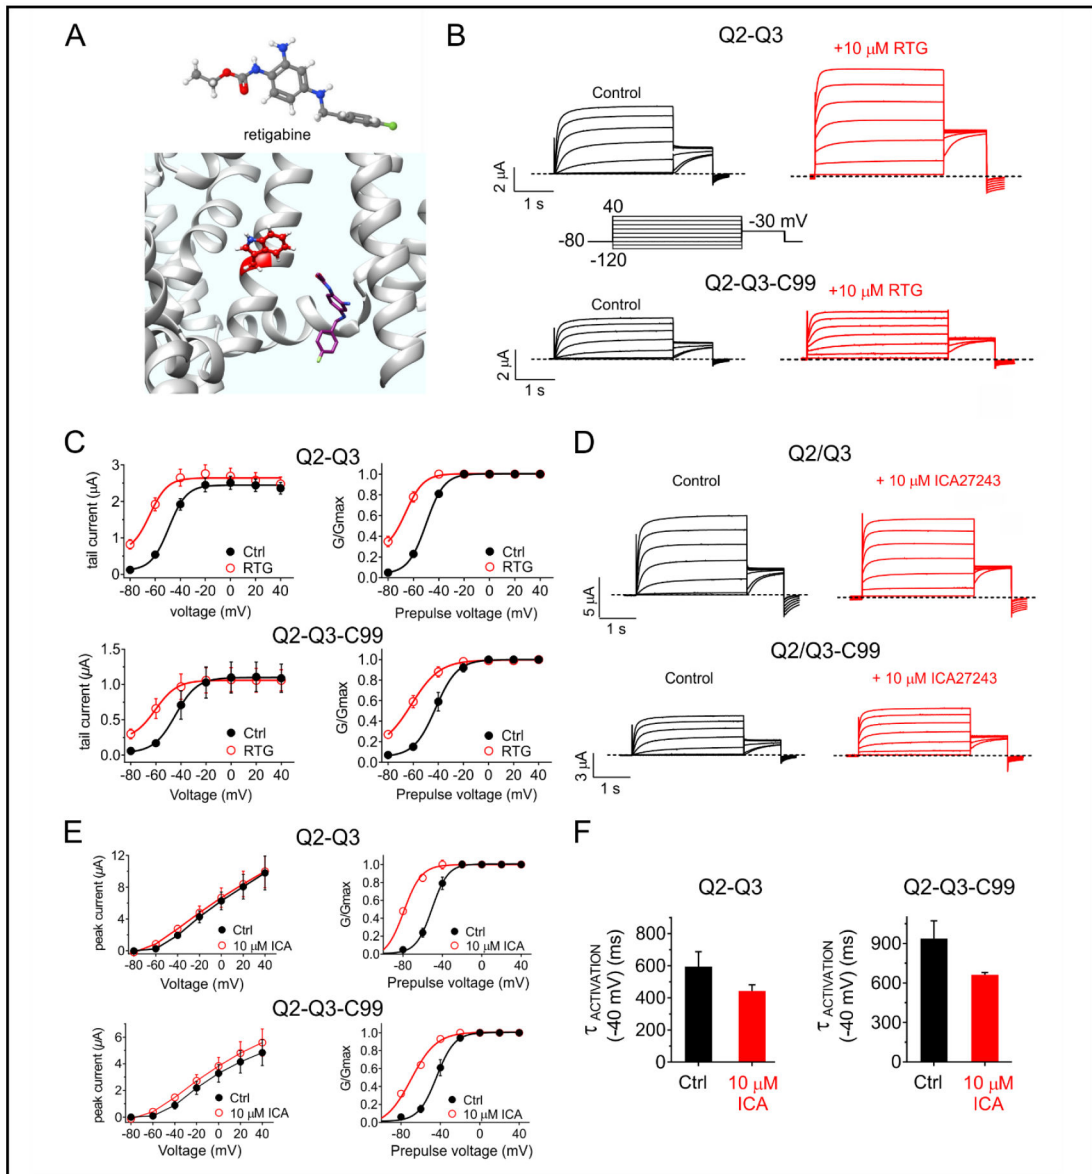 A
retigabine
B
Q2-Q3
Control
+10 μM RTG
2 μA
1 s
40
-80
-120
-30 mV
Q2-Q3-C99
Control
+10 μM RTG
2 μA
1 s
C
Q2-Q3
tail current (μA)
3
2
1
0
-80 -60 -40 -20 0 20 40
voltage (mV)
Ctrl
RTG
G/Gmax
1.0
0.8
0.6
0.4
0.2
0.0
-80 -60 -40 -20 0 20 40
Prepulse voltage (mV)
Ctrl
RTG
Q2-Q3-C99
tail current (μA)
1.5
1.0
0.5
0.0
-80 -60 -40 -20 0 20 40
Voltage (mV)
Ctrl
RTG
G/Gmax
1.0
0.8
0.6
0.4
0.2
0.0
-80 -60 -40 -20 0 20 40
Prepulse voltage (mV)
Ctrl
RTG
D
Q2/Q3
Control
+ 10 μM ICA27243
5 μA
1 s
Q2/Q3-C99
Control
+ 10 μM ICA27243
3 μA
1 s
E
Q2-Q3
peak current (μA)
12
8
4
0
-80 -60 -40 -20 0 20 40
Voltage (mV)
Ctrl
10 μM ICA
G/Gmax
1.0
0.8
0.6
0.4
0.2
0.0
-80 -40 0 40
Prepulse voltage (mV)
Ctrl
10 μM ICA
Q2-Q3-C99
peak current (μA)
6
4
2
0
-80 -60 -40 -20 0 20 40
Voltage (mV)
Ctrl
10 μM ICA
G/Gmax
1.0
0.8
0.6
0.4
0.2
0.0
-80 -40 0 40
Prepulse voltage (mV)
Ctrl
10 μM ICA
F
Q2-Q3
τ ACTIVATION
(-40 mV) (ms)
800
600
400
200
0
Ctrl
10 μM
ICA
Q2-Q3-C99
τ ACTIVATION
(-40 mV) (ms)
900
600
300
0
Ctrl
10 μM
ICA